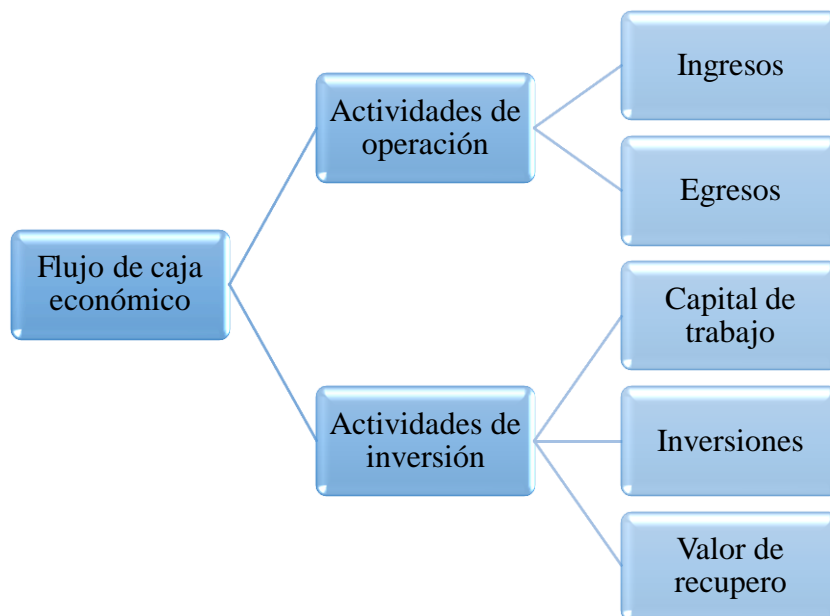 Flujo de caja
económico
Actividades de
operación
Ingresos
Egresos
Actividades de
inversión
Capital de
trabajo
Inversiones
Valor de
recupero